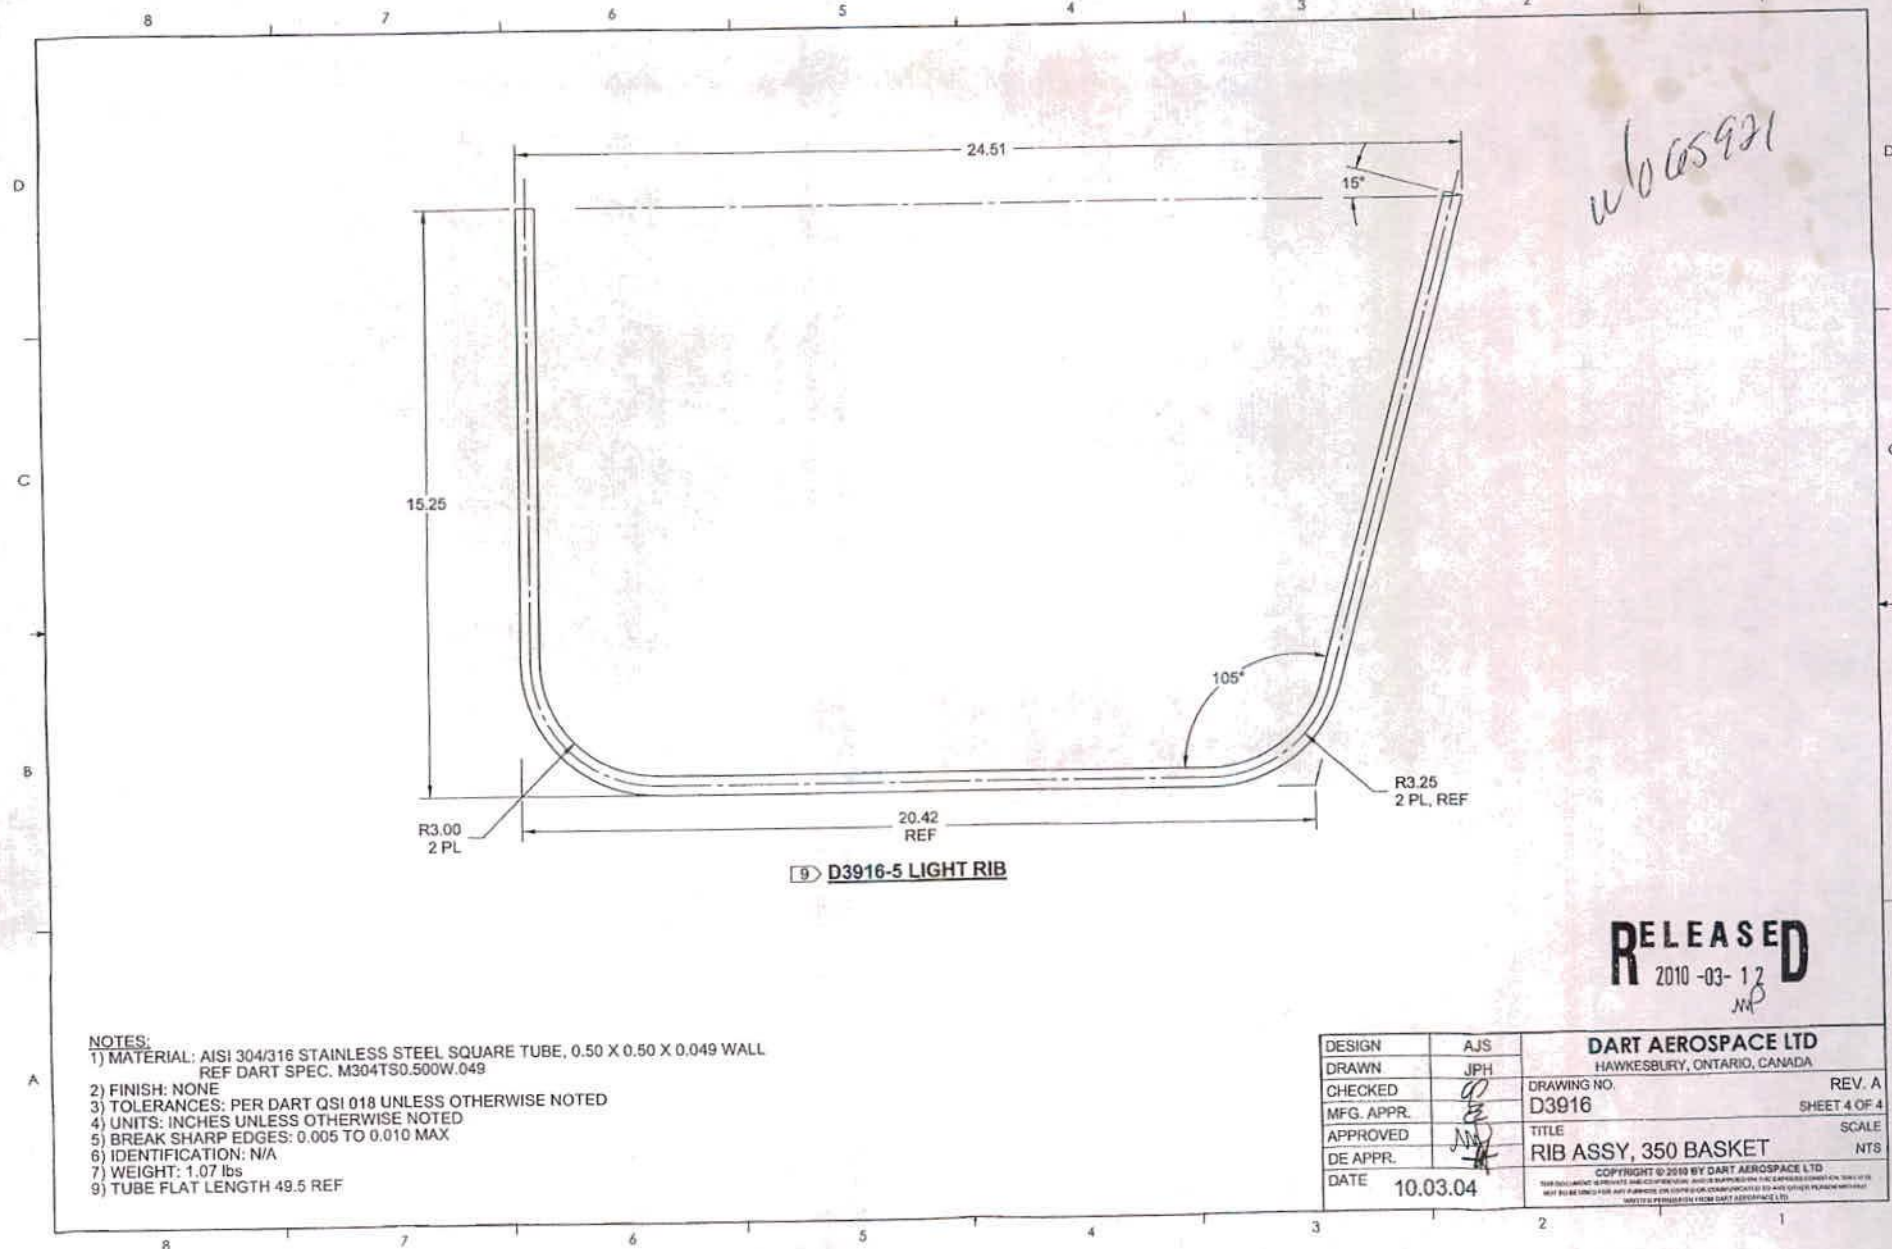 8 7 6 5 4 3 2
D
D
C
B
A
24.51
15°
15.25
105°
R3.00
2 PL
R3.25
2 PL, REF
20.42
REF
9 D3916-5 LIGHT RIB
RELEASED
2010 -03- 12
NOTES:
1) MATERIAL: AISI 304/316 STAINLESS STEEL SQUARE TUBE, 0.50 X 0.50 X 0.049 WALL
REF DART SPEC. M304TS0.500W.049
2) FINISH: NONE
3) TOLERANCES: PER DART QSI 018 UNLESS OTHERWISE NOTED
4) UNITS: INCHES UNLESS OTHERWISE NOTED
5) BREAK SHARP EDGES: 0.005 TO 0.010 MAX
6) IDENTIFICATION: N/A
7) WEIGHT: 1.07 lbs
9) TUBE FLAT LENGTH 49.5 REF
DESIGN AJS
DRAWN JPH
CHECKED
MFG. APPR.
APPROVED
DE APPR.
DATE 10.03.04
DART AEROSPACE LTD
HAWKESBURY, ONTARIO, CANADA
DRAWING NO. REV. A
D3916 SHEET 4 OF 4
TITLE SCALE
RIB ASSY, 350 BASKET NTS
COPYRIGHT © 2010 BY DART AEROSPACE LTD
8 7 6 5 4 3 2 1